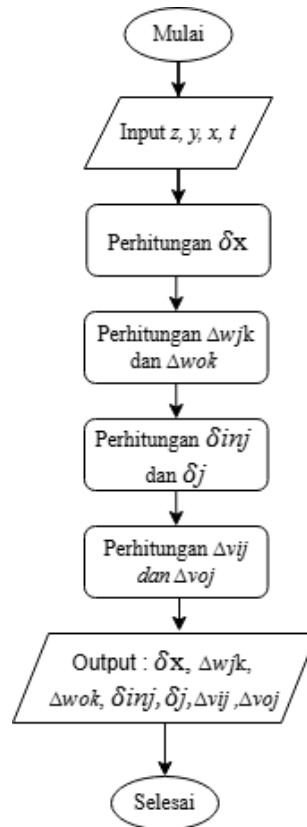 Mulai
Input z, y, x, t
Perhitungan δx
Perhitungan Δwjk
dan Δwok
Perhitungan δinj
dan δj
Perhitungan Δvij
dan Δvoj
Output : δx, Δwjk,
Δwok, δinj, δj,Δvij ,Δvoj
Selesai